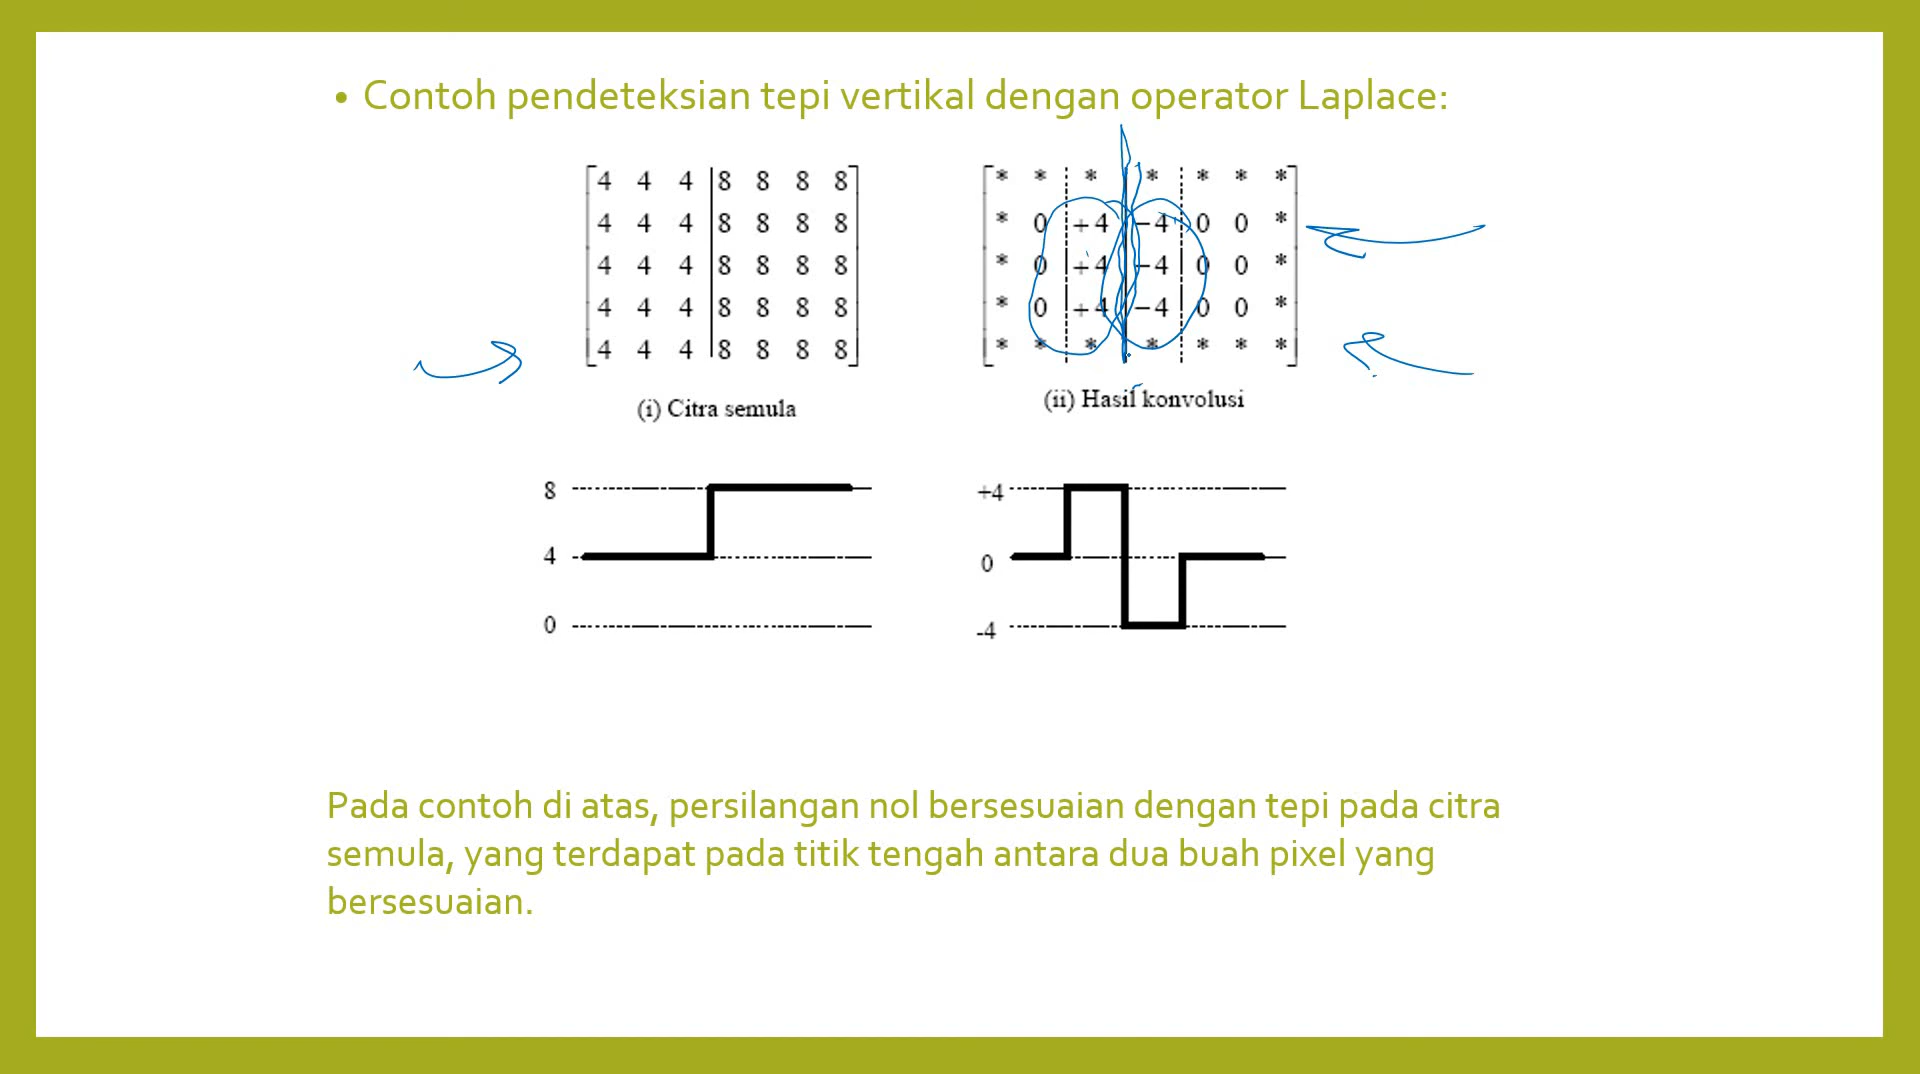 • Contoh pendeteksian tepi vertikal dengan operator Laplace:
4 4 4 8 8 8 8
4 4 4 8 8 8 8
4 4 4 8 8 8 8
4 4 4 8 8 8 8
4 4 4 8 8 8 8
(i) Citra semula
* * * * * * *
* 0 +4 −4 0 0 *
* 0 +4 −4 0 0 *
* 0 +4 −4 0 0 *
* * * * * * *
(ii) Hasil konvolusi
8
4
0
+4
0
-4
Pada contoh di atas, persilangan nol bersesuaian dengan tepi pada citra
semula, yang terdapat pada titik tengah antara dua buah pixel yang
bersesuaian.